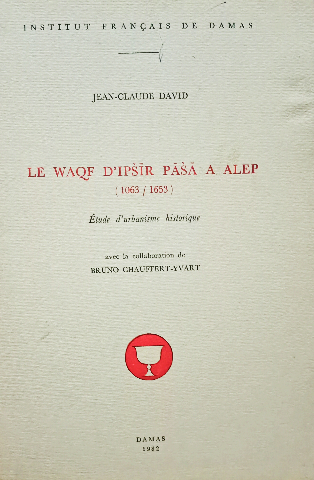 INSTITUT FRANÇAIS DE DAMAS
JEAN-CLAUDE DAVID
LE WAQF D'IPŠĪR PĀŠĀ A ALEP
(1063 / 1653)
Étude d'urbanisme historique
avec la collaboration de
BRUNO CHAUFFERT-YVART
DAMAS
1982